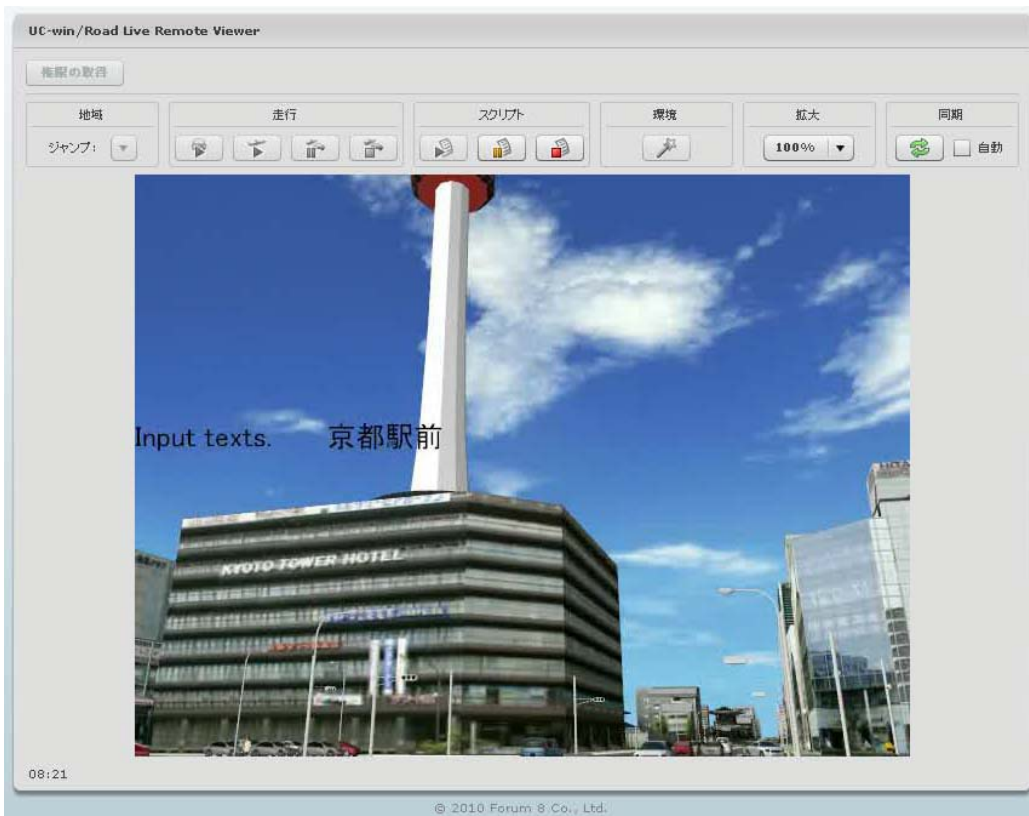 UC-win/Road Live Remote Viewer
権限の取得
地域 走行 スクリプト 環境 拡大 同期
ジャンプ: 100% 自動
Input texts. 京都駅前
KYOTO TOWER HOTEL
08:21
© 2010 Forum 8 Co., Ltd.